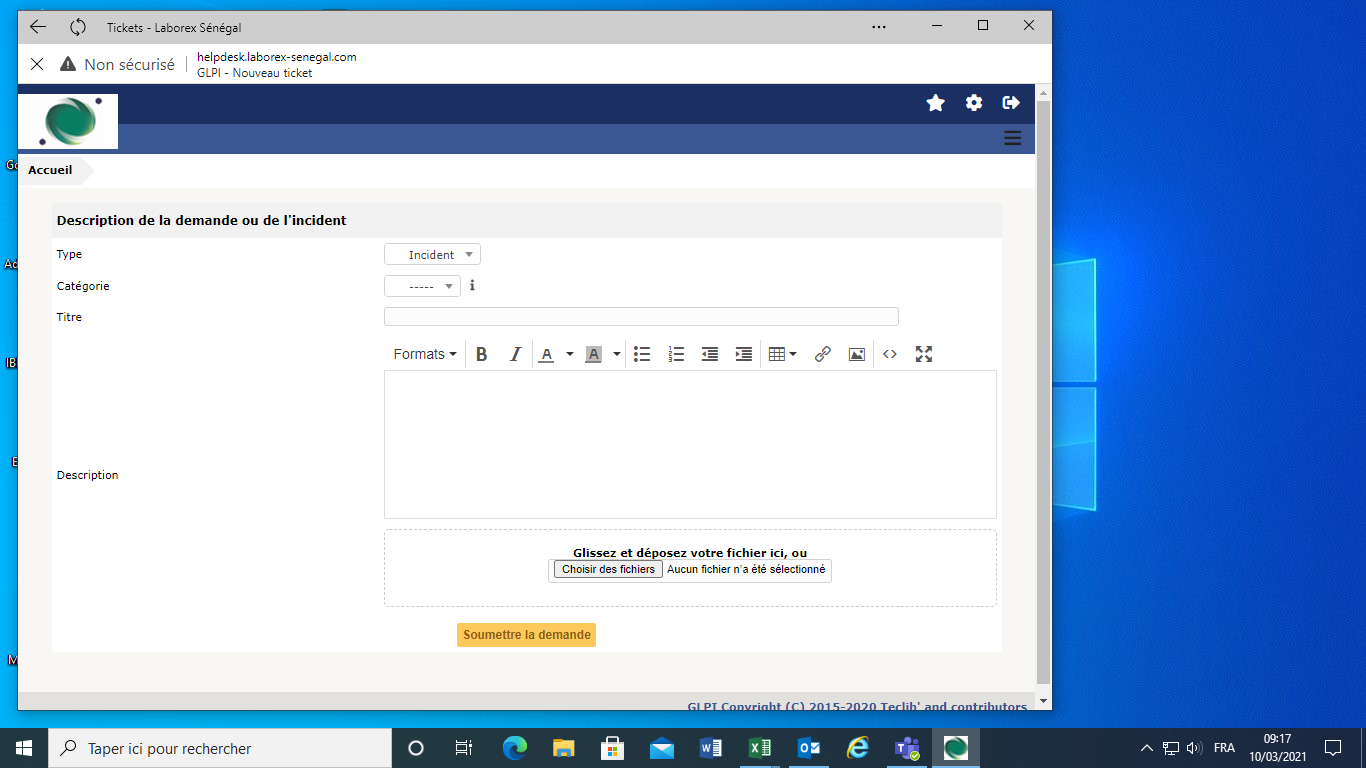 Tickets - Laborex Sénégal
Non sécurisé
helpdesk.laborex-senegal.com
GLPI - Nouveau ticket
Accueil
Description de la demande ou de l'incident
Type
Incident
Catégorie
-----
Titre
Formats
Description
Glissez et déposez votre fichier ici, ou
Choisir des fichiers Aucun fichier n'a été sélectionné
Soumettre la demande
GLPI Copyright (C) 2015-2020 Teclib' and contributors
Taper ici pour rechercher
FRA
09:17
10/03/2021